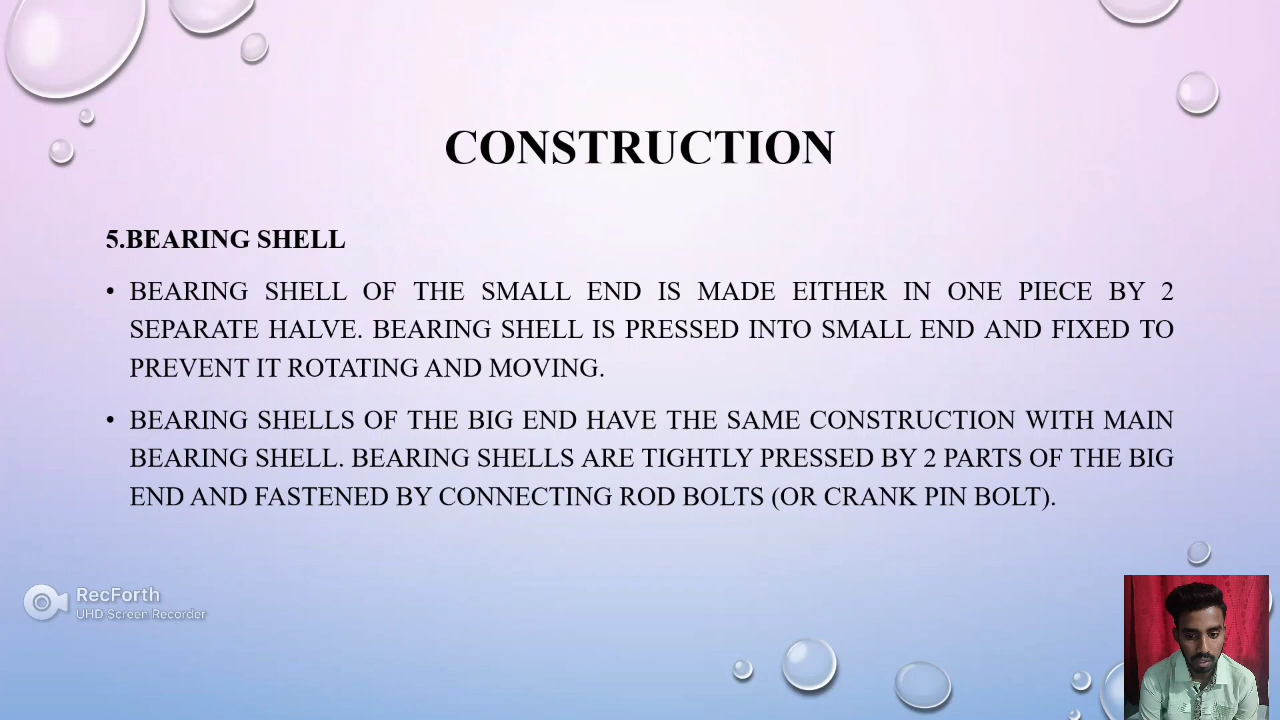 CONSTRUCTION
5.BEARING SHELL
• BEARING SHELL OF THE SMALL END IS MADE EITHER IN ONE PIECE BY 2
SEPARATE HALVE. BEARING SHELL IS PRESSED INTO SMALL END AND FIXED TO
PREVENT IT ROTATING AND MOVING.
• BEARING SHELLS OF THE BIG END HAVE THE SAME CONSTRUCTION WITH MAIN
BEARING SHELL. BEARING SHELLS ARE TIGHTLY PRESSED BY 2 PARTS OF THE BIG
END AND FASTENED BY CONNECTING ROD BOLTS (OR CRANK PIN BOLT).
RecForth
UHD Screen Recorder